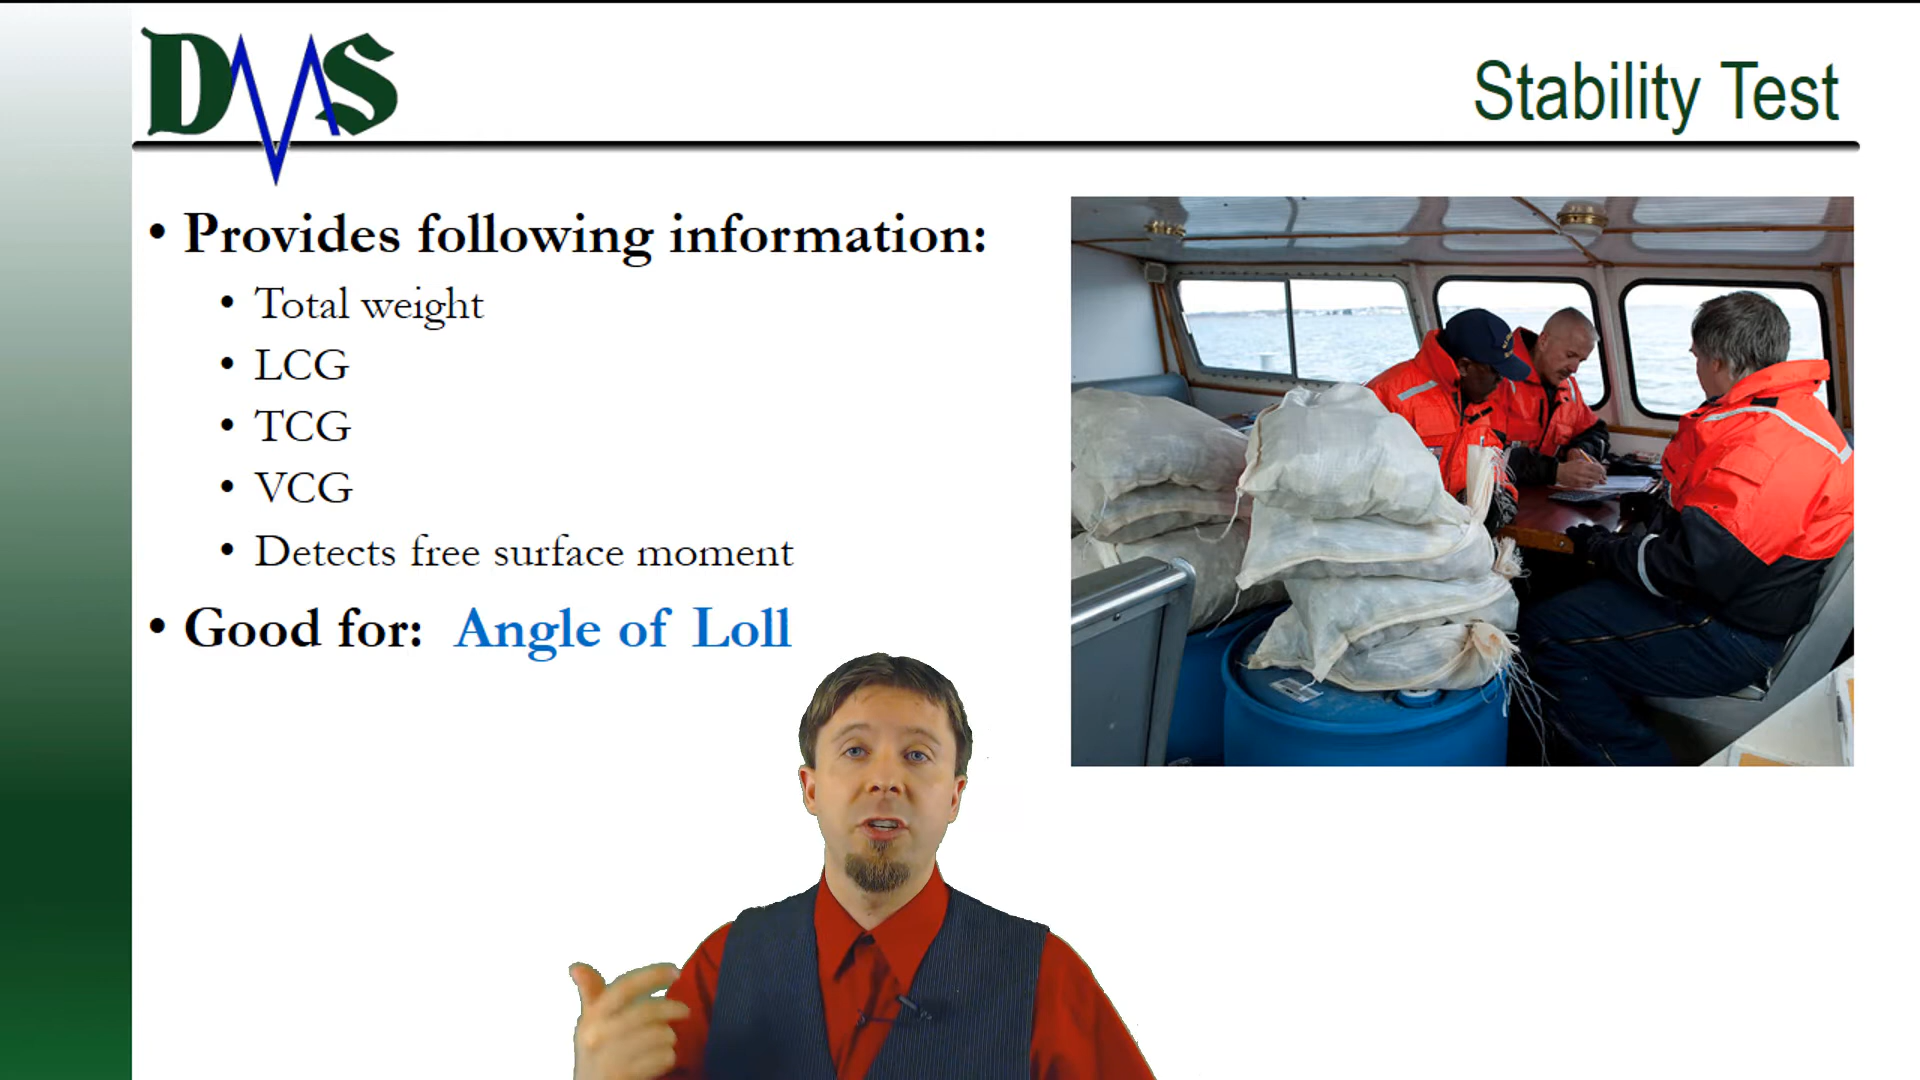 DMS
Stability Test
• Provides following information:
• Total weight
• LCG
• TCG
• VCG
• Detects free surface moment
• Good for: Angle of Loll